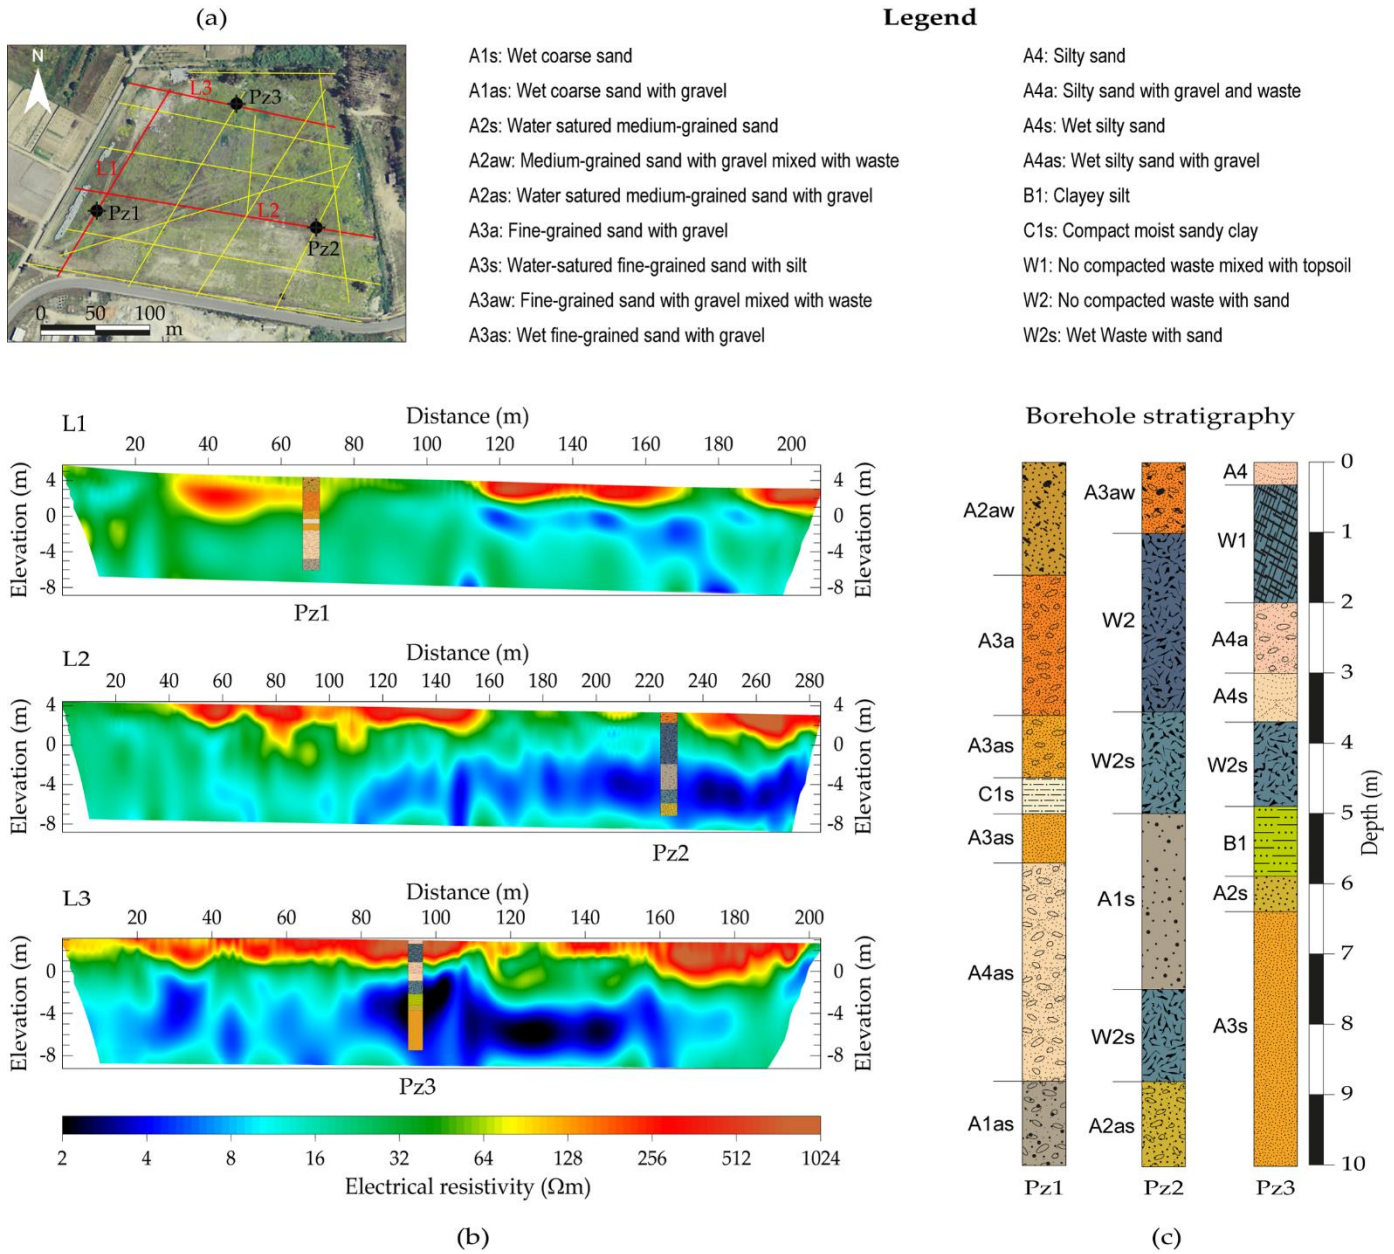 (a)
N
L3
Pz3
L1
Pz1
L2
Pz2
0 50 100
m
Legend
A1s: Wet coarse sand
A1as: Wet coarse sand with gravel
A2s: Water satured medium-grained sand
A2aw: Medium-grained sand with gravel mixed with waste
A2as: Water satured medium-grained sand with gravel
A3a: Fine-grained sand with gravel
A3s: Water-satured fine-grained sand with silt
A3aw: Fine-grained sand with gravel mixed with waste
A3as: Wet fine-grained sand with gravel
A4: Silty sand
A4a: Silty sand with gravel and waste
A4s: Wet silty sand
A4as: Wet silty sand with gravel
B1: Clayey silt
C1s: Compact moist sandy clay
W1: No compacted waste mixed with topsoil
W2: No compacted waste with sand
W2s: Wet Waste with sand
L1
Distance (m)
20 40 60 80 100 120 140 160 180 200
Elevation (m)
4
0
-4
-8
4
0
-4
-8
Elevation (m)
Pz1
L2
Distance (m)
20 40 60 80 100 120 140 160 180 200 220 240 260 280
Elevation (m)
4
0
-4
-8
4
0
-4
-8
Elevation (m)
Pz2
L3
Distance (m)
20 40 60 80 100 120 140 160 180 200
Elevation (m)
0
-4
-8
0
-4
-8
Elevation (m)
Pz3
2 4 8 16 32 64 128 256 512 1024
Electrical resistivity (Ωm)
(b)
Borehole stratigraphy
A2aw
A3a
A3as
C1s
A3as
A4as
A1as
Pz1
A3aw
W2
W2s
A1s
W2s
A2as
Pz2
A4
W1
A4a
A4s
W2s
B1
A2s
A3s
Pz3
0
1
2
3
4
5
6
7
8
9
10
Depth (m)
(c)